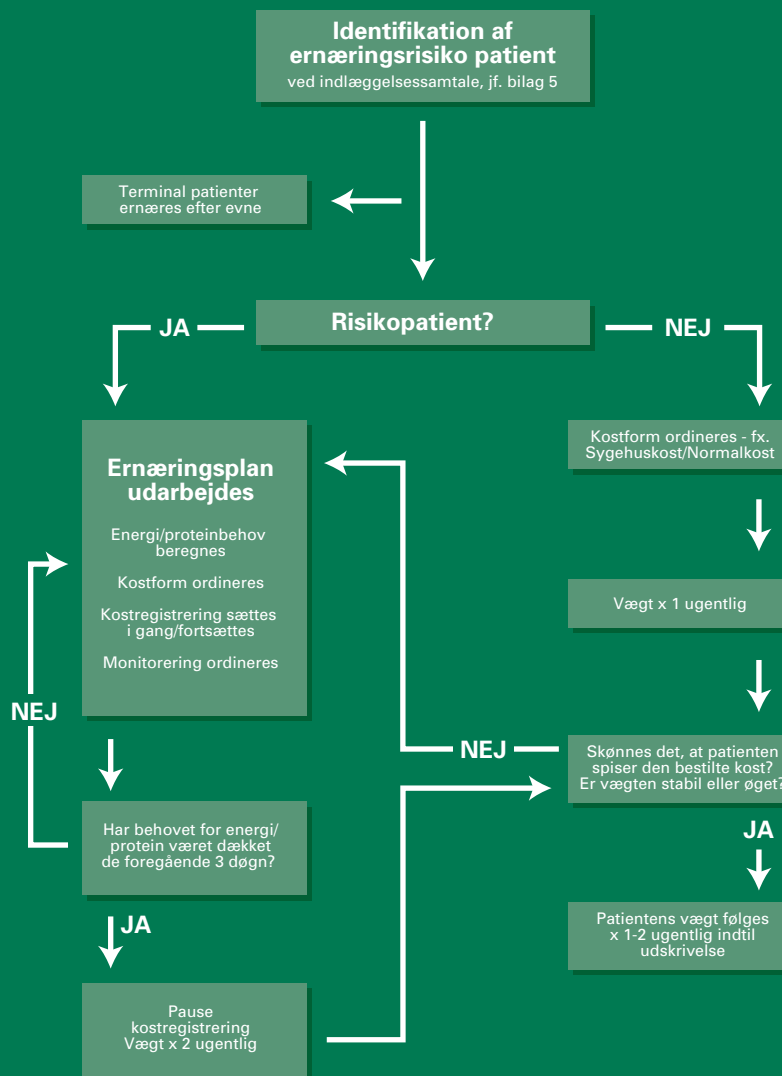 Identifikation af
ernæringsrisiko patient
ved indlæggelsessamtale, jf. bilag 5
Terminal patienter
ernæres efter evne
Risikopatient?
JA
NEJ
Ernæringsplan
udarbejdes
Energi/proteinbehov
beregnes
Kostform ordineres
Kostregistrering sættes
i gang/fortsættes
Monitorering ordineres
Kostform ordineres - fx.
Sygehuskost/Normalkost
Vægt x 1 ugentlig
NEJ
NEJ
Skønnes det, at patienten
spiser den bestilte kost?
Er vægten stabil eller øget?
Har behovet for energi/
protein været dækket
de foregående 3 døgn?
JA
JA
Patientens vægt følges
x 1-2 ugentlig indtil
udskrivelse
Pause
kostregistrering
Vægt x 2 ugentlig